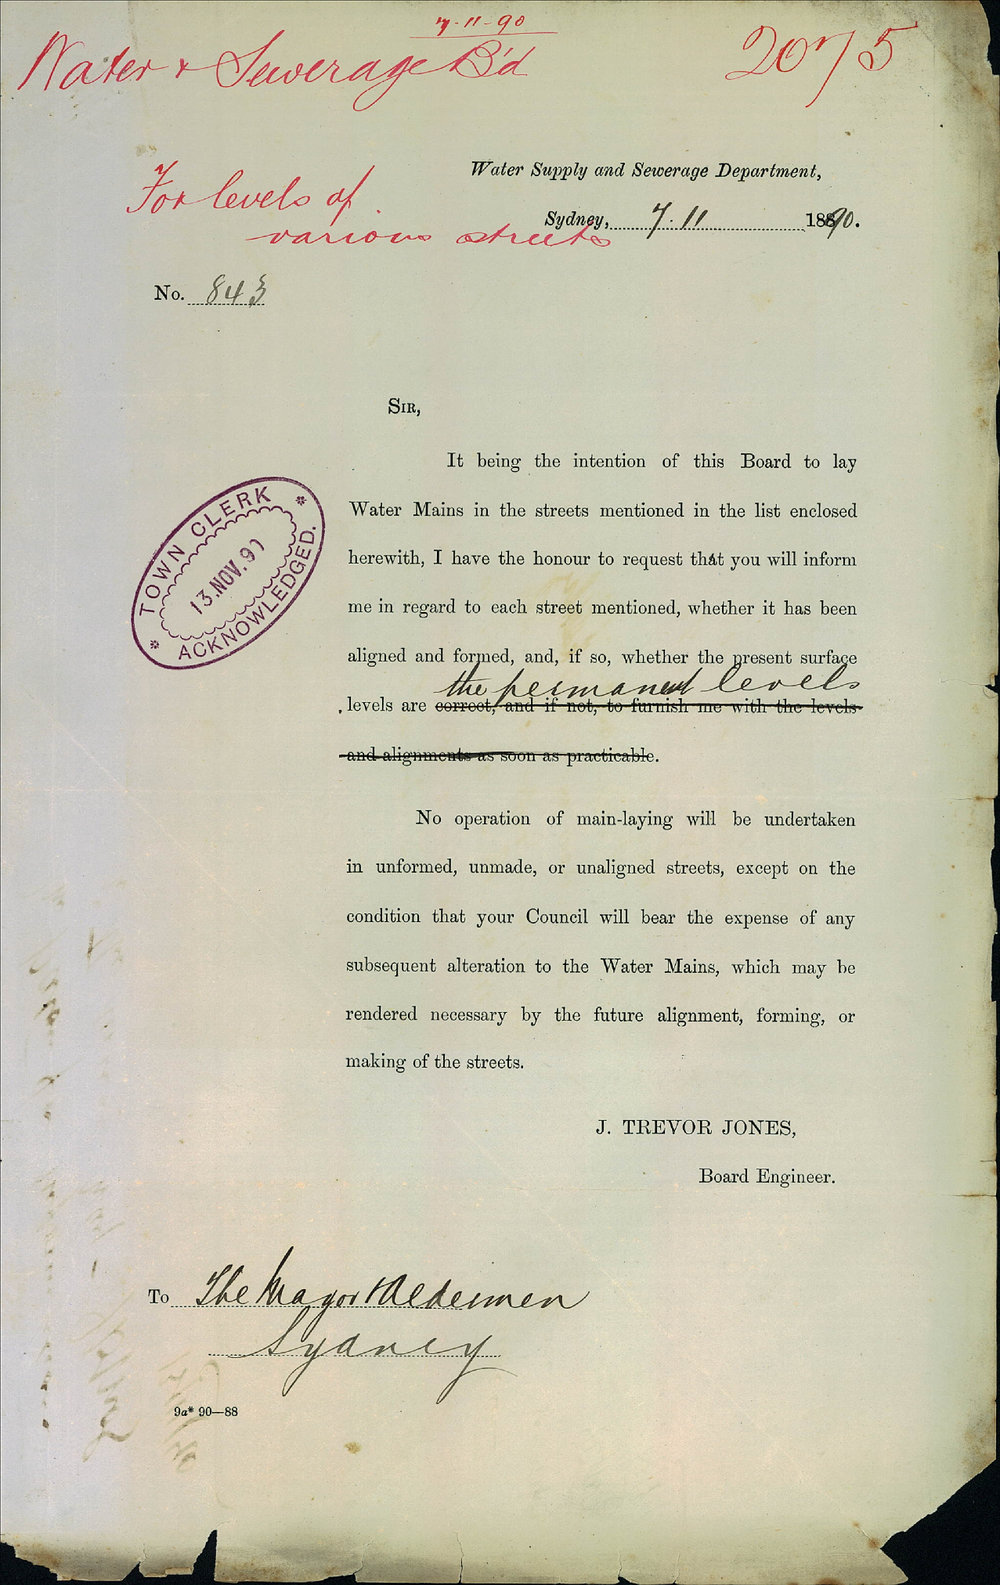 7-11-90
Water & Sewerage B'd
2075
Water Supply and Sewerage Department,
For levels of
various streets
Sydney, 7.11 1890.
No. 843
SIR,
It being the intention of this Board to lay
Water Mains in the streets mentioned in the list enclosed
herewith, I have the honour to request that you will inform
me in regard to each street mentioned, whether it has been
aligned and formed, and, if so, whether the present surface
the permanent levels
levels are correct, and if not, to furnish me with the levels
and alignments as soon as practicable.
TOWN CLERK
13.NOV.90
ACKNOWLEDGED.
No operation of main-laying will be undertaken
in unformed, unmade, or unaligned streets, except on the
condition that your Council will bear the expense of any
subsequent alteration to the Water Mains, which may be
rendered necessary by the future alignment, forming, or
making of the streets.
J. TREVOR JONES,
Board Engineer.
To The Mayor & Aldermen
Sydney
9a* 90—88